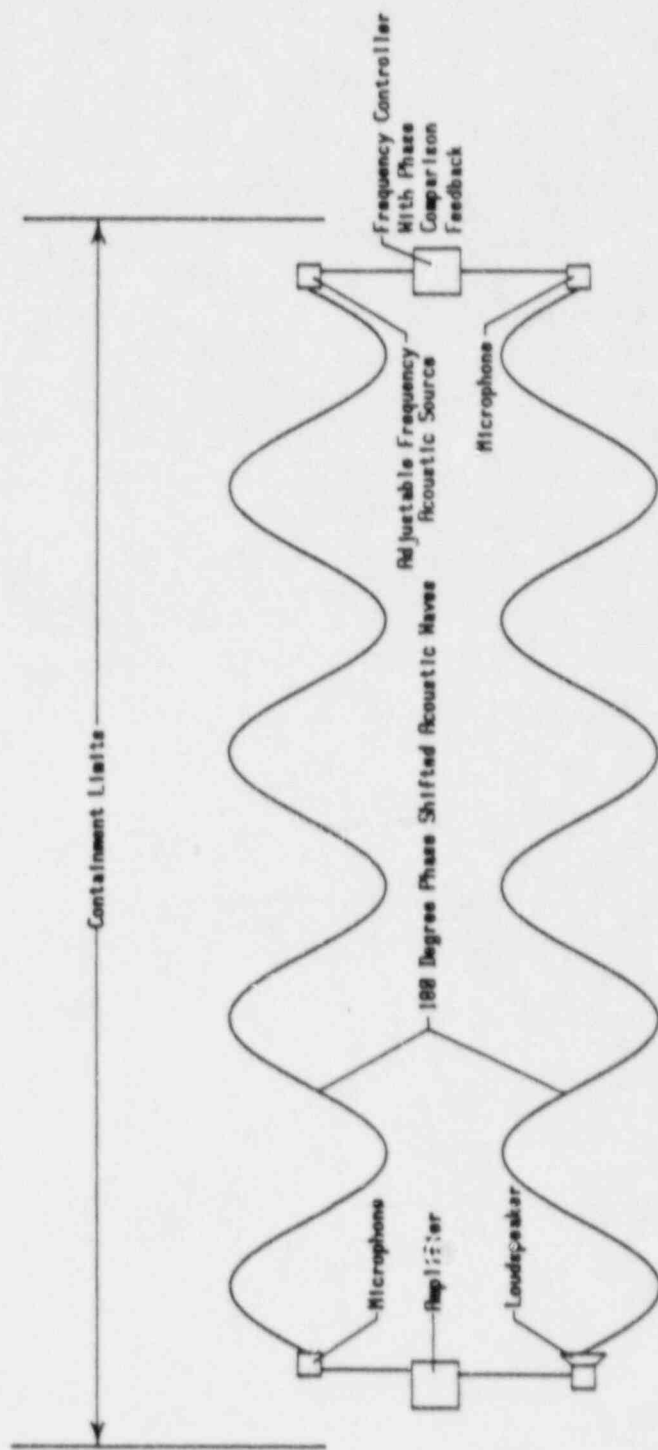 Containment Limits
Frequency Controller
With Phase
Comparison
Feedback
Adjustable Frequency
Acoustic Source
Microphone
180 Degree Phase Shifted Acoustic Waves
Microphone
Amplifier
Loudspeaker